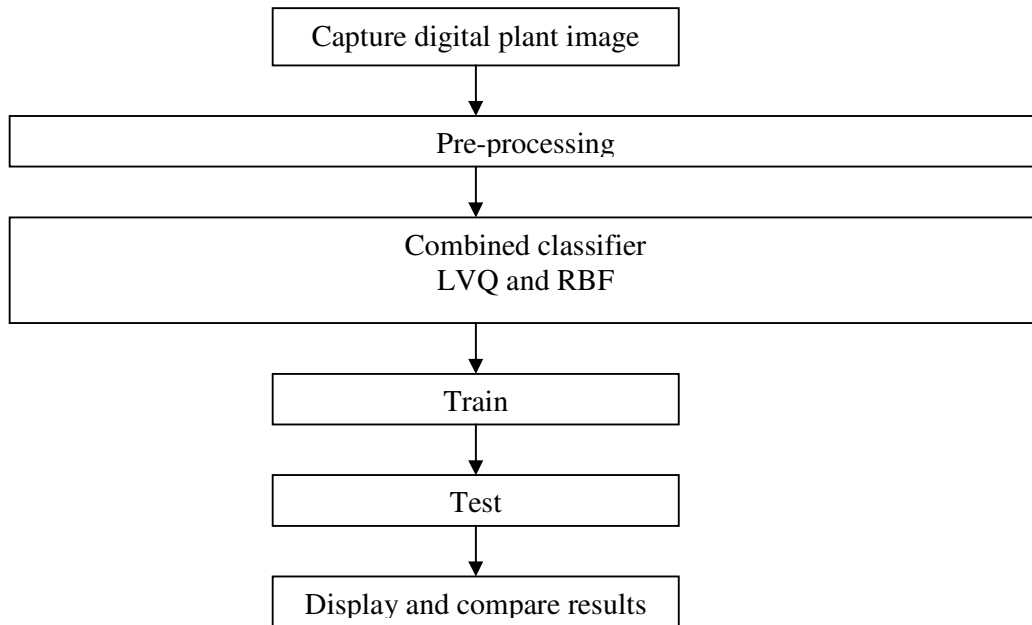 Capture digital plant image
Pre-processing
Combined classifier
LVQ and RBF
Train
Test
Display and compare results